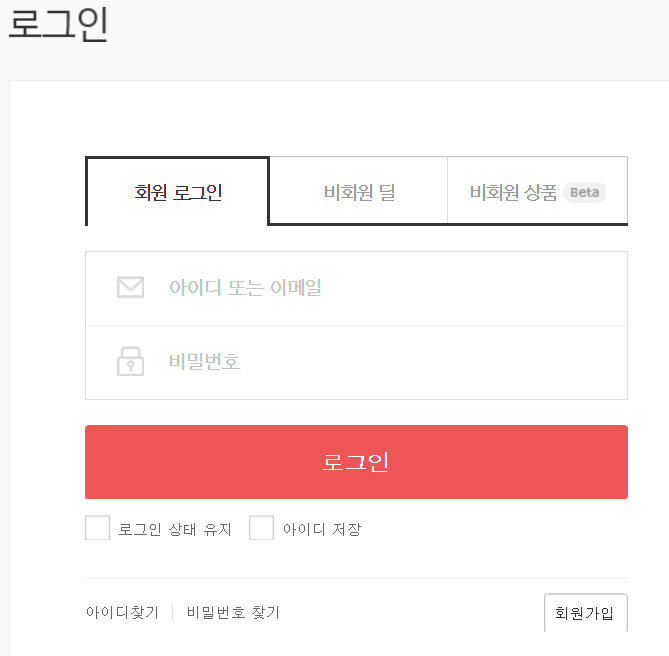 로그인
회원 로그인 비회원 딜 비회원 상품 Beta
아이디 또는 이메일
비밀번호
로그인
로그인 상태 유지 아이디 저장
아이디찾기 비밀번호 찾기 회원가입